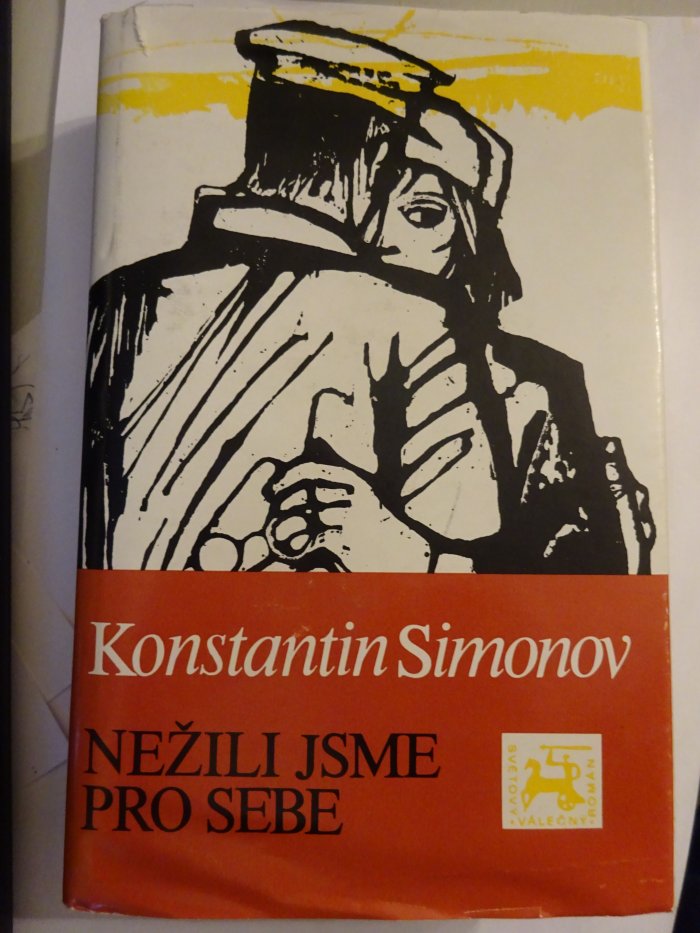 Konstantin Simonov
NEŽILI JSME
PRO SEBE
SVĚTOVÝ
VÁLEČNÝ
ROMÁN